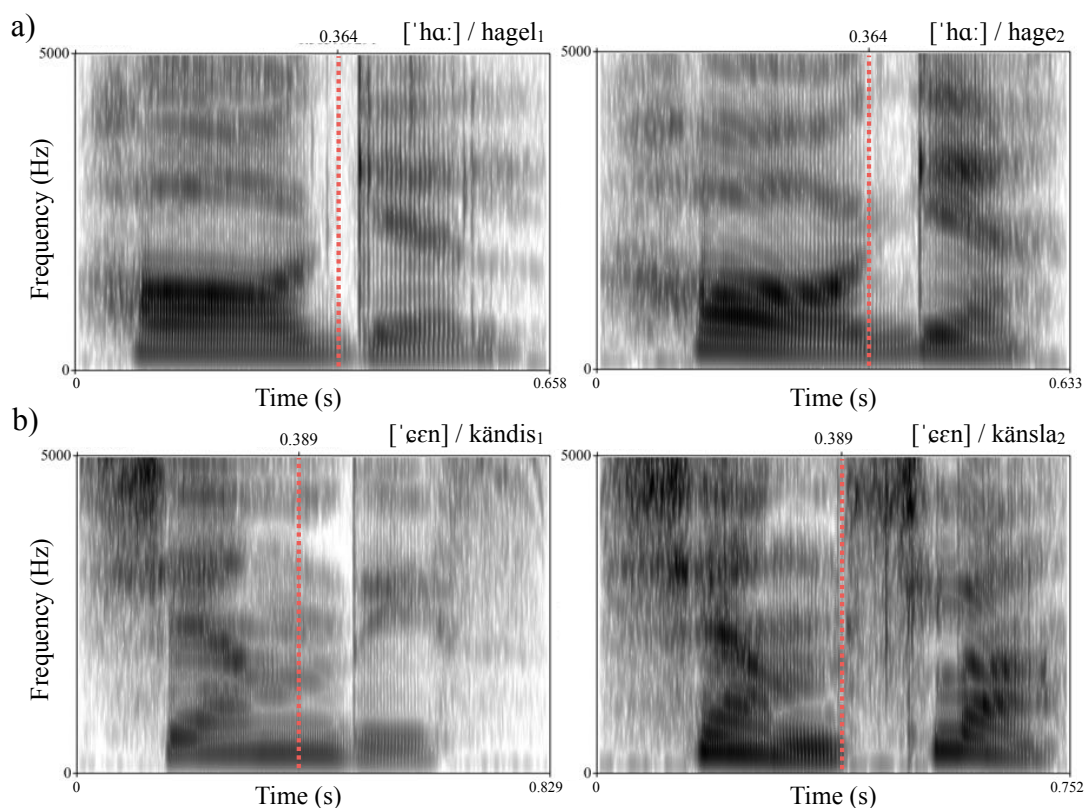 a)
0.364
[ˈhɑː] / hagel₁
5000
Frequency (Hz)
0
0
Time (s)
0.658
0.364
[ˈhɑː] / hage₂
5000
0
0
Time (s)
0.633
b)
0.389
[ˈɕɛn] / kändis₁
5000
Frequency (Hz)
0
0
Time (s)
0.829
0.389
[ˈɕɛn] / känsla₂
5000
0
0
Time (s)
0.752